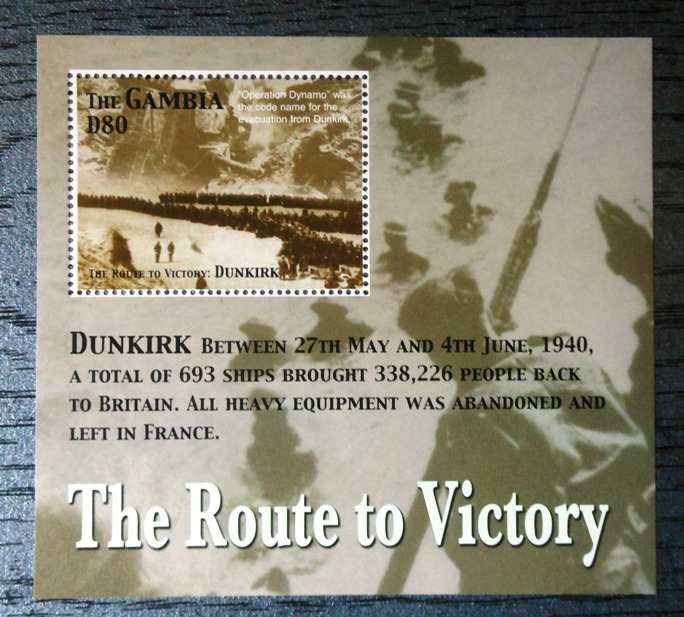 THE GAMBIA
D80
"Operation Dynamo" was
the code name for the
evacuation from Dunkirk.
THE ROUTE TO VICTORY: DUNKIRK
DUNKIRK BETWEEN 27TH MAY AND 4TH JUNE, 1940,
A TOTAL OF 693 SHIPS BROUGHT 338,226 PEOPLE BACK
TO BRITAIN. ALL HEAVY EQUIPMENT WAS ABANDONED AND
LEFT IN FRANCE.
The Route to Victory